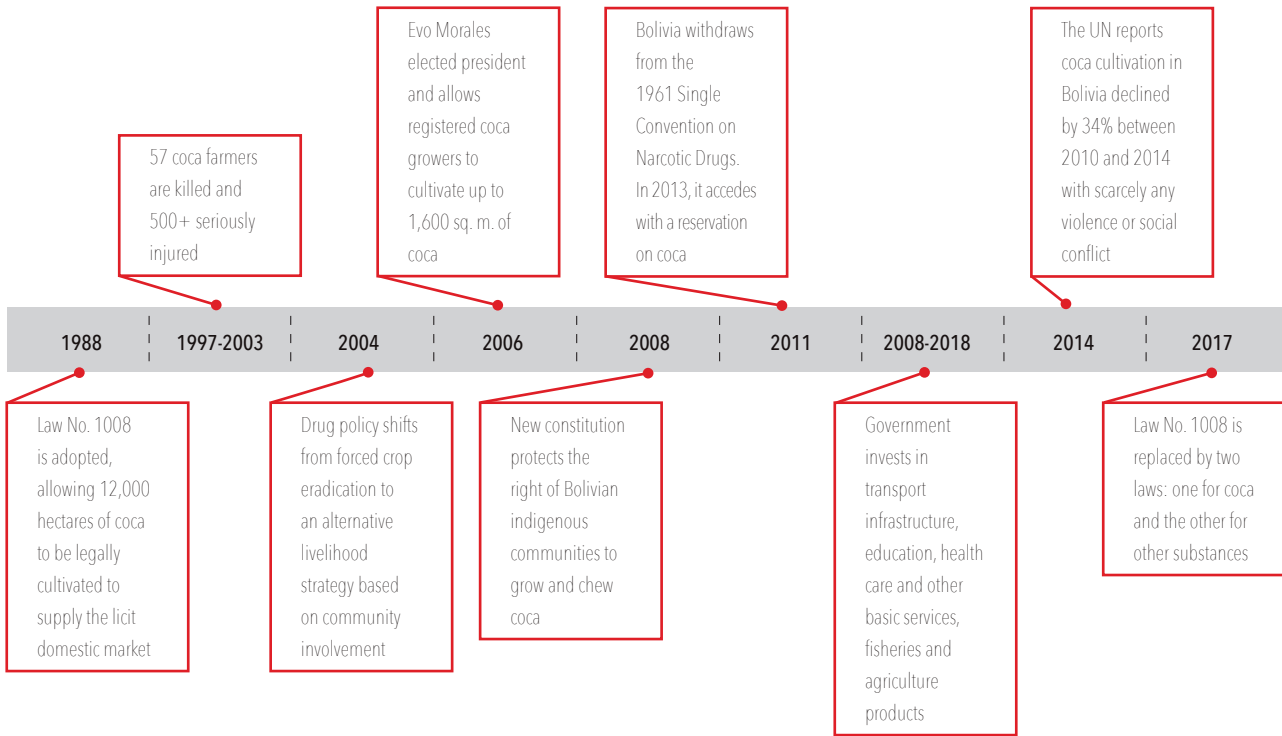 Evo Morales
elected president
and allows
registered coca
growers to
cultivate up to
1,600 sq. m. of
coca
Bolivia withdraws
from the
1961 Single
Convention on
Narcotic Drugs.
In 2013, it accedes
with a reservation
on coca
The UN reports
coca cultivation in
Bolivia declined
by 34% between
2010 and 2014
with scarcely any
violence or social
conflict
57 coca farmers
are killed and
500+ seriously
injured
1988
1997-2003
2004
2006
2008
2011
2008-2018
2014
2017
Law No. 1008
is adopted,
allowing 12,000
hectares of coca
to be legally
cultivated to
supply the licit
domestic market
Drug policy shifts
from forced crop
eradication to
an alternative
livelihood
strategy based
on community
involvement
New constitution
protects the
right of Bolivian
indigenous
communities to
grow and chew
coca
Government
invests in
transport
infrastructure,
education, health
care and other
basic services,
fisheries and
agriculture
products
Law No. 1008 is
replaced by two
laws: one for coca
and the other for
other substances